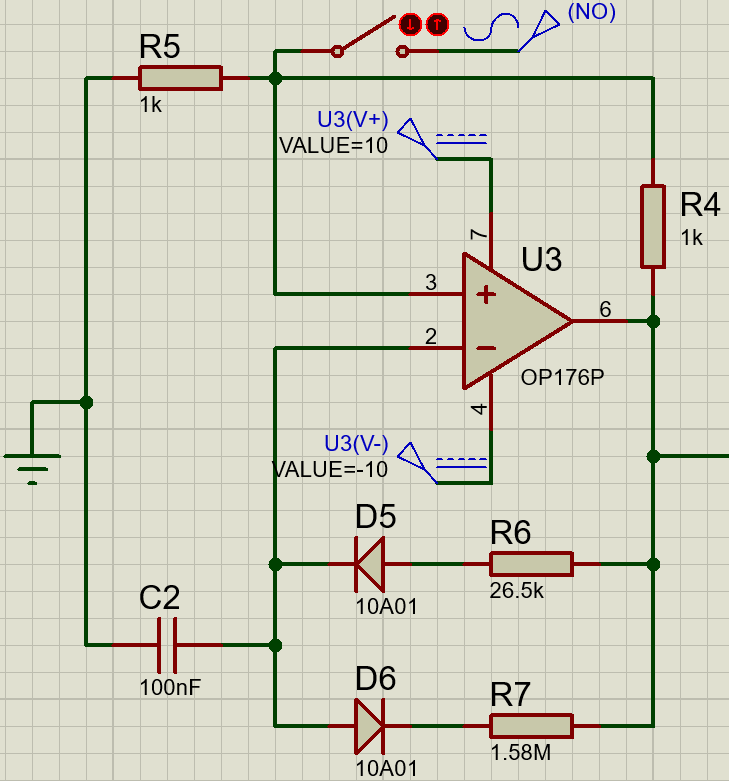 (NO)
R5
1k
U3(V+)
VALUE=10
R4
1k
7
U3
3
6
2
OP176P
4
U3(V-)
VALUE=-10
D5
R6
26.5k
10A01
C2
100nF
D6
R7
1.58M
10A01